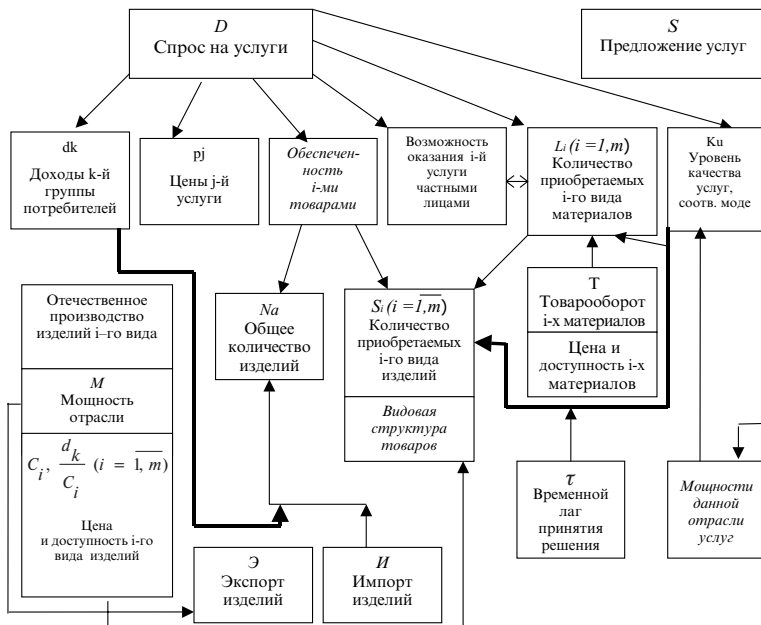 D
Спрос на услуги
S
Предложение услуг
dk
Доходы k-й
группы
потребителей
pj
Цены j-й
услуги
Обеспечен-
ность
i-ми
товарами
Возможность
оказания i-й
услуги
частными
лицами
Li (i =1,m)
Количество
приобретаемых
i-го вида
материалов
Ku
Уровень
качества
услуг,
соотв. моде
Отечественное
производство
изделий i–го вида
М
Мощность
отрасли
Ci, dk/Ci (i = 1, m)
Цена
и доступность i-го
вида изделий
Na
Общее
количество
изделий
Si (i =1,m)
Количество
приобретаемых
i-го вида
изделий
Видовая
структура
товаров
T
Товарооборот
i-х материалов
Цена и
доступность i-х
материалов
τ
Временной
лаг
принятия
решения
Мощности
данной
отрасли
услуг
Э
Экспорт
изделий
И
Импорт
изделий